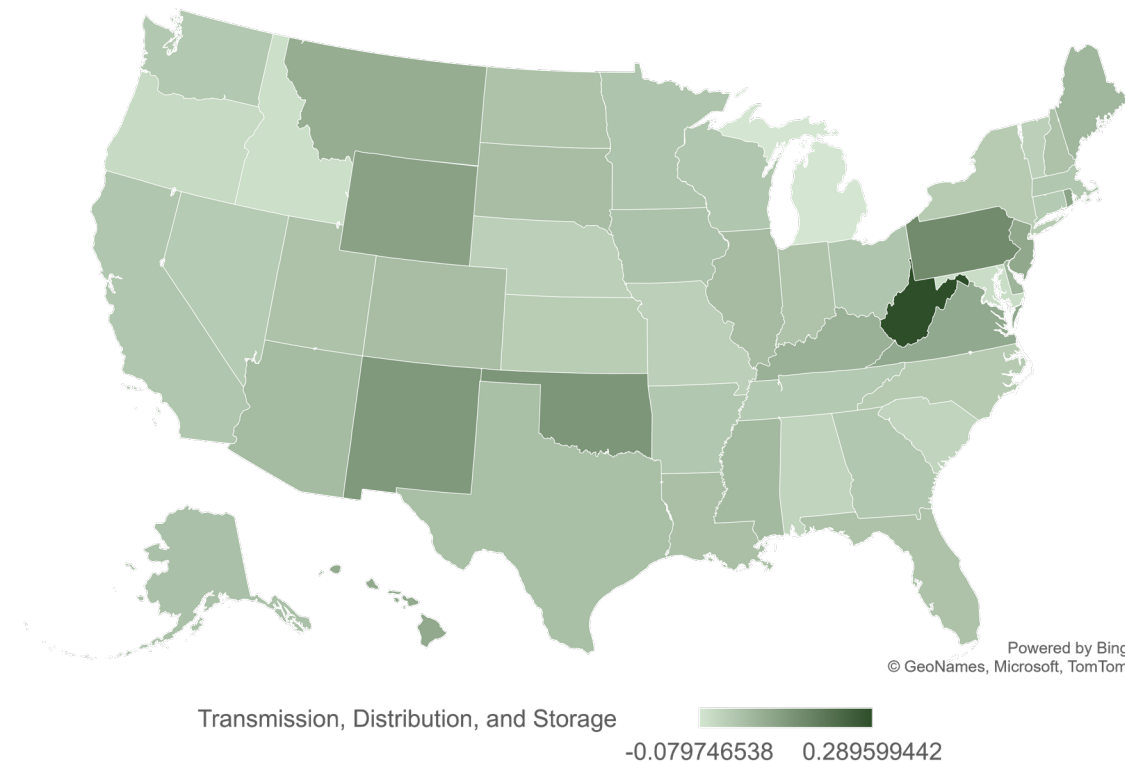 Powered by Bing
© GeoNames, Microsoft, TomTom
Transmission, Distribution, and Storage
-0.079746538 0.289599442